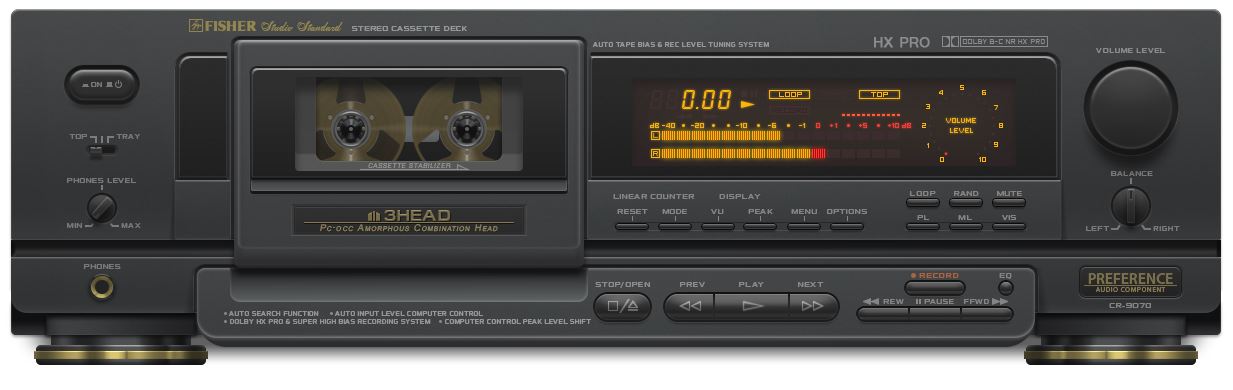 FISHER Studio Standard STEREO CASSETTE DECK
AUTO TAPE BIAS & REC LEVEL TUNING SYSTEM
HX PRO
DOLBY B-C NR HX PRO
VOLUME LEVEL
ON
TOP TRAY
PHONES LEVEL
MIN MAX
PHONES
CASSETTE STABILIZER
3HEAD
PC-OCC AMORPHOUS COMBINATION HEAD
0.00 LOOP TOP
dB -40 • -20 • • -10 • -6 • -1 0 +1 • +5 • +10 dB
L
R
VOLUME
LEVEL
0 1 2 3 4 5 6 7 8 9 10
LINEAR COUNTER DISPLAY
RESET MODE VU PEAK MENU OPTIONS
LOOP RAND MUTE
PL ML VIS
BALANCE
LEFT RIGHT
STOP/OPEN PREV PLAY NEXT
• RECORD EQ
REW PAUSE FFWD
PREFERENCE
AUDIO COMPONENT
CR-9070
• AUTO SEARCH FUNCTION • AUTO INPUT LEVEL COMPUTER CONTROL
• DOLBY HX PRO & SUPER HIGH BIAS RECORDING SYSTEM • COMPUTER CONTROL PEAK LEVEL SHIFT